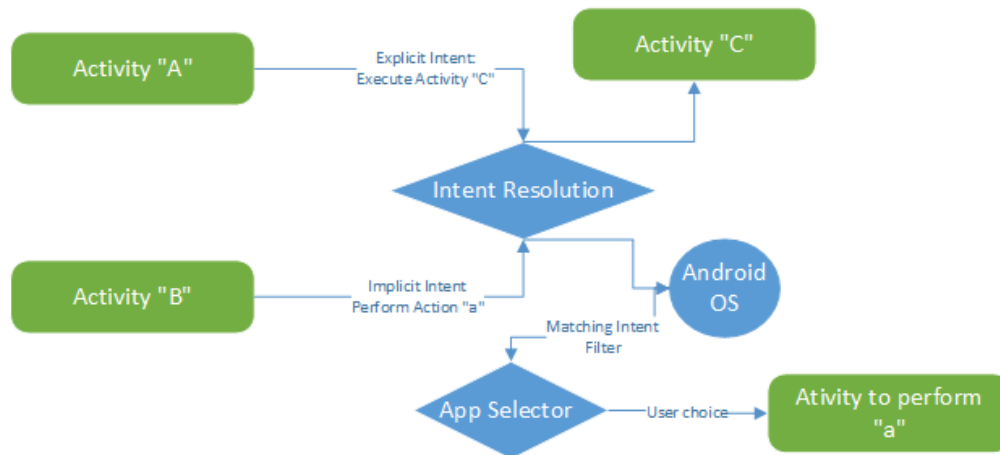 Activity "A"
Explicit Intent:
Execute Activity "C"
Activity "C"
Intent Resolution
Activity "B"
Implicit Intent
Perform Action "a"
Android
OS
Matching Intent
Filter
App Selector
User choice
Ativity to perform
"a"